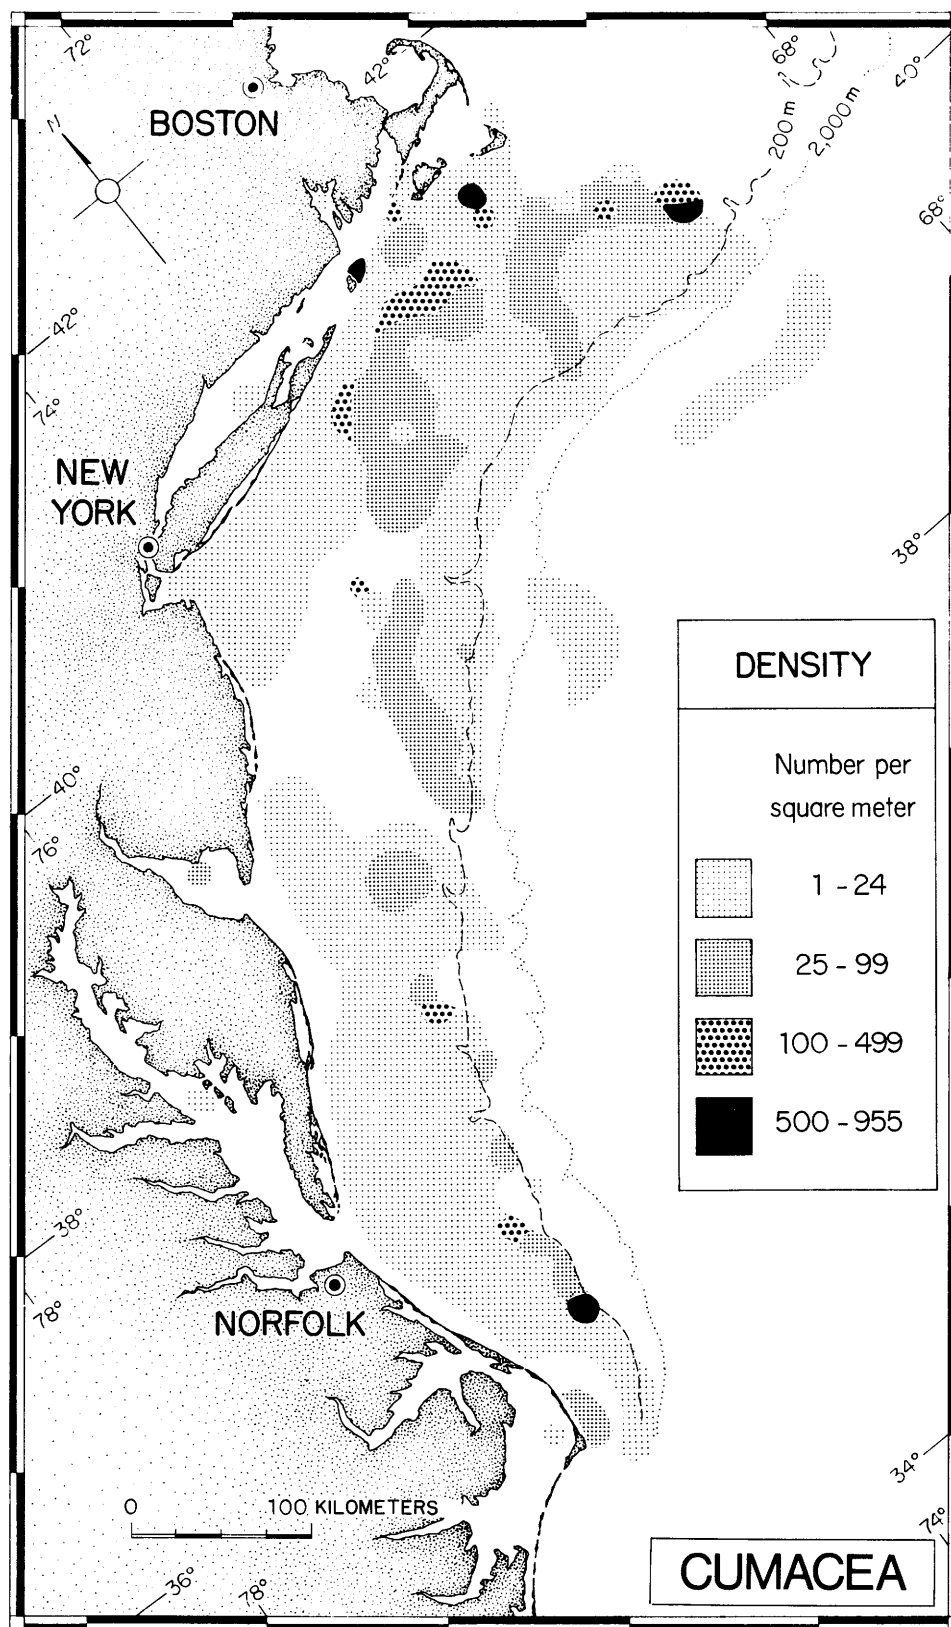 72°
42°
68°
40°
BOSTON
N
200 m
2,000 m
68°
42°
74°
NEW
YORK
38°
DENSITY
Number per
square meter
40°
76°
1 - 24
25 - 99
100 - 499
500 - 955
38°
78°
NORFOLK
34°
74°
0 100 KILOMETERS
36°
78°
CUMACEA